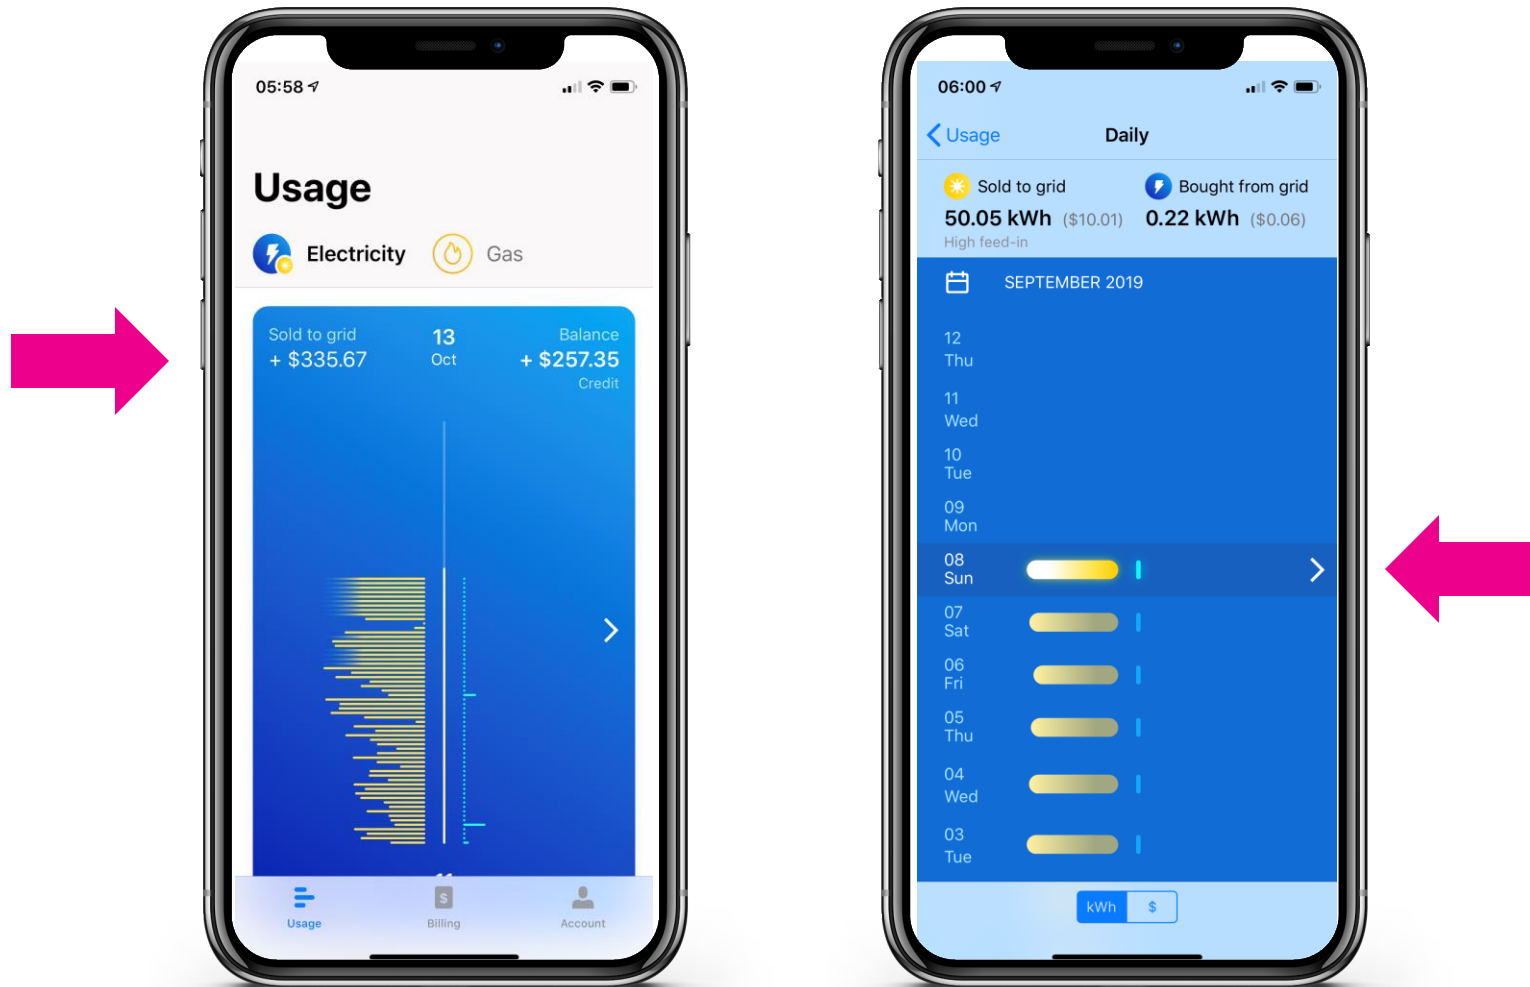 05:58
Usage
Electricity
Gas
Sold to grid
+ $335.67
13
Oct
Balance
+ $257.35
Credit
$
Usage
Billing
Account
06:00
Usage
Daily
Sold to grid
50.05 kWh ($10.01)
High feed-in
Bought from grid
0.22 kWh ($0.06)
SEPTEMBER 2019
12
Thu
11
Wed
10
Tue
09
Mon
08
Sun
07
Sat
06
Fri
05
Thu
04
Wed
03
Tue
kWh
$